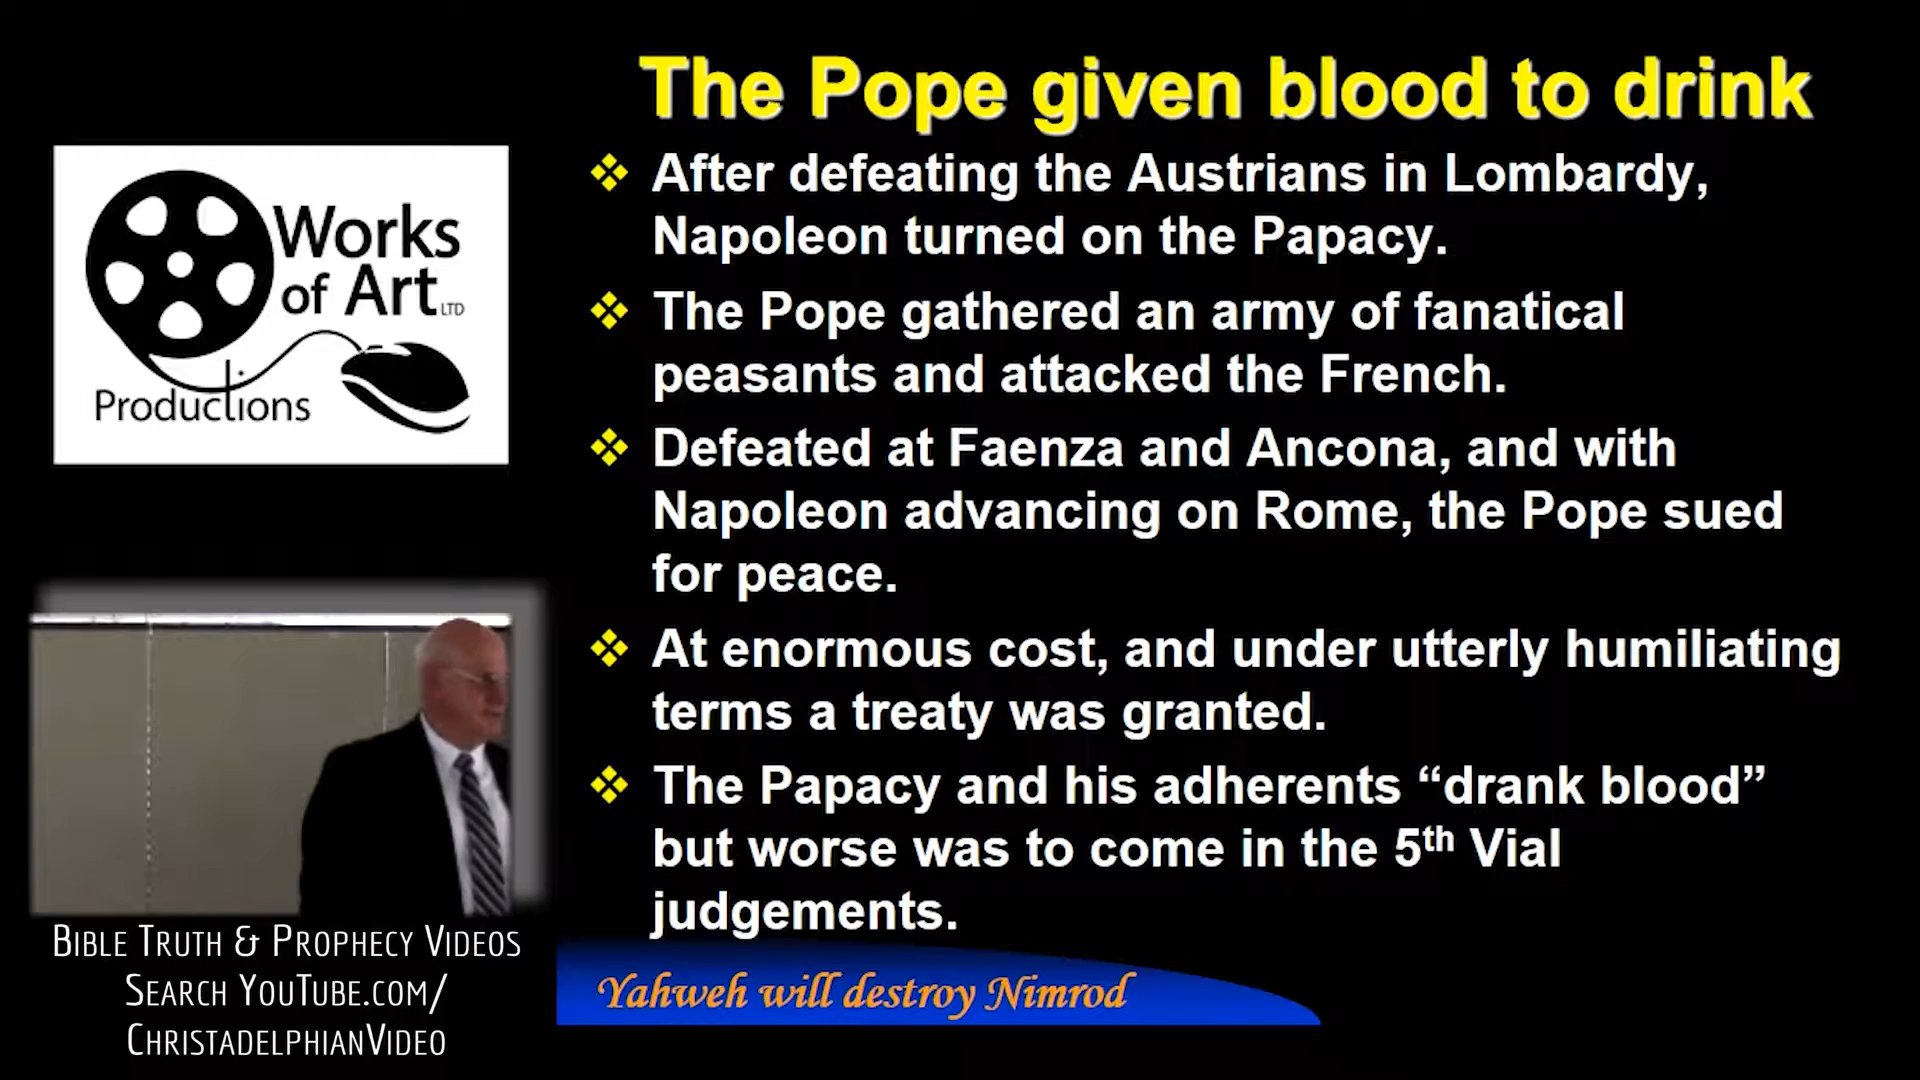 The Pope given blood to drink
After defeating the Austrians in Lombardy,
Napoleon turned on the Papacy.
The Pope gathered an army of fanatical
peasants and attacked the French.
Defeated at Faenza and Ancona, and with
Napoleon advancing on Rome, the Pope sued
for peace.
At enormous cost, and under utterly humiliating
terms a treaty was granted.
The Papacy and his adherents “drank blood”
but worse was to come in the 5th Vial
judgements.
Yahweh will destroy Nimrod
Works
of Art LTD
Productions
BIBLE TRUTH & PROPHECY VIDEOS
SEARCH YOUTUBE.COM/
CHRISTADELPHIANVIDEO